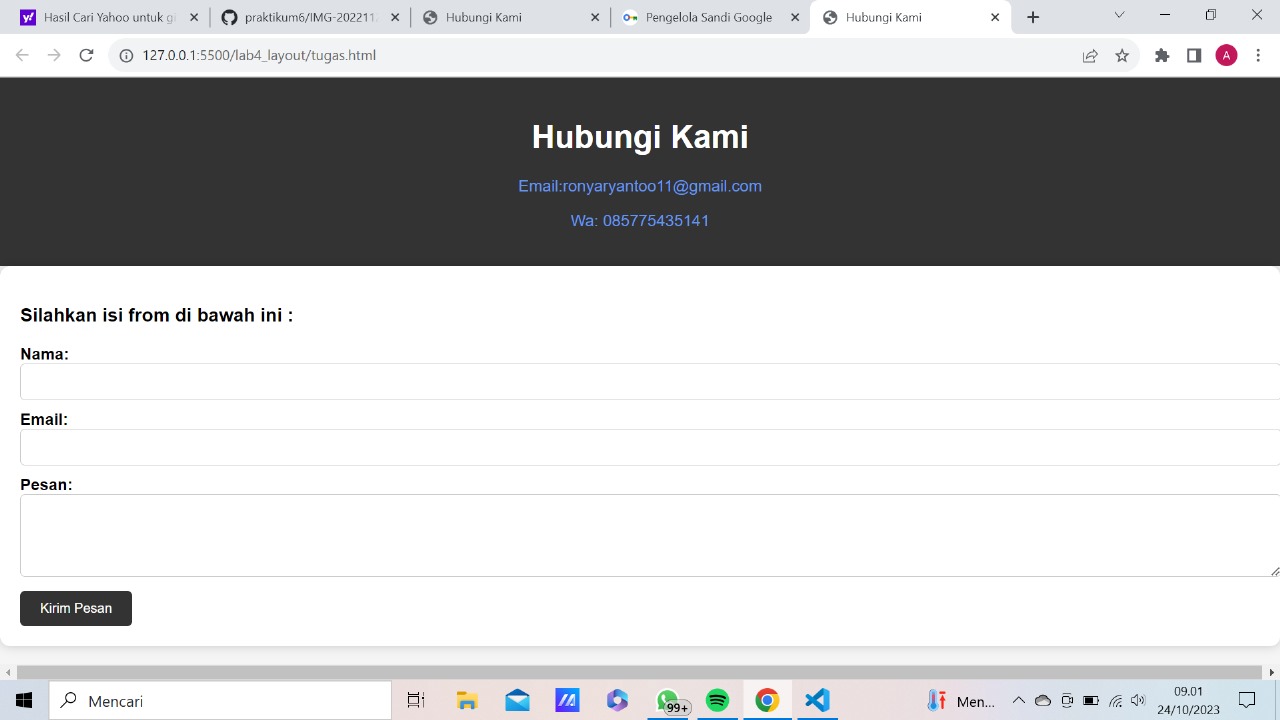 Hasil Cari Yahoo untuk gi
praktikum6/IMG-2022112
Hubungi Kami
Pengelola Sandi Google
Hubungi Kami
127.0.0.1:5500/lab4_layout/tugas.html
A
Hubungi Kami
Email:ronyaryantoo11@gmail.com
Wa: 085775435141
Silahkan isi from di bawah ini :
Nama:
Email:
Pesan:
Kirim Pesan
Mencari
99+
Men...
09.01
24/10/2023